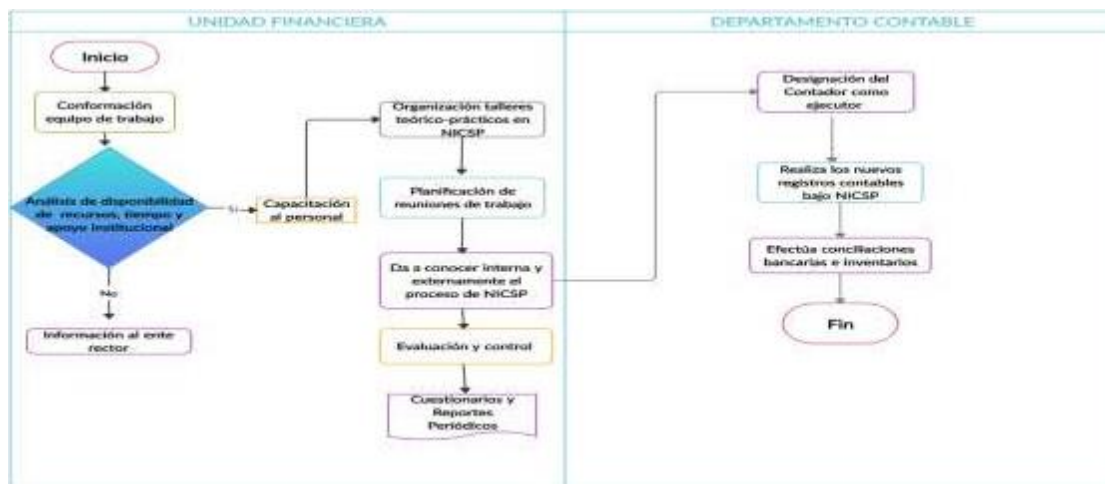 UNIDAD FINANCIERA
DEPARTAMENTO CONTABLE
Inicio
Conformación
equipo de trabajo
Análisis de disponibilidad
de recursos, tiempo y
apoyo institucional
Si
Capacitación
al personal
No
Información al ente
rector
Organización talleres
teórico-prácticos en
NICSP
Planificación de
reuniones de trabajo
Da a conocer interna y
externamente el
proceso de NICSP
Evaluación y control
Cuestionarios y
Reportes
Periódicos
Designación del
Contador como
ejecutor
Realiza los nuevos
registros contables
bajo NICSP
Efectúa conciliaciones
bancarias e inventarios
Fin